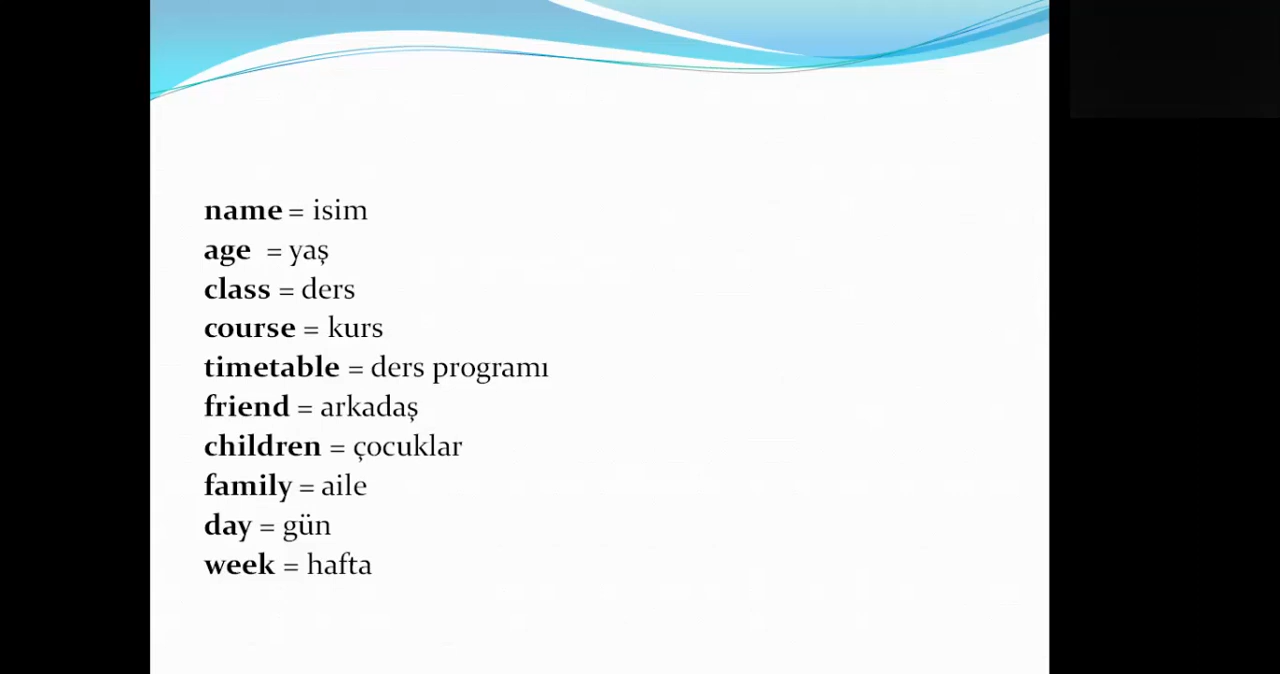 name = isim
age = yaş
class = ders
course = kurs
timetable = ders programı
friend = arkadaş
children = çocuklar
family = aile
day = gün
week = hafta